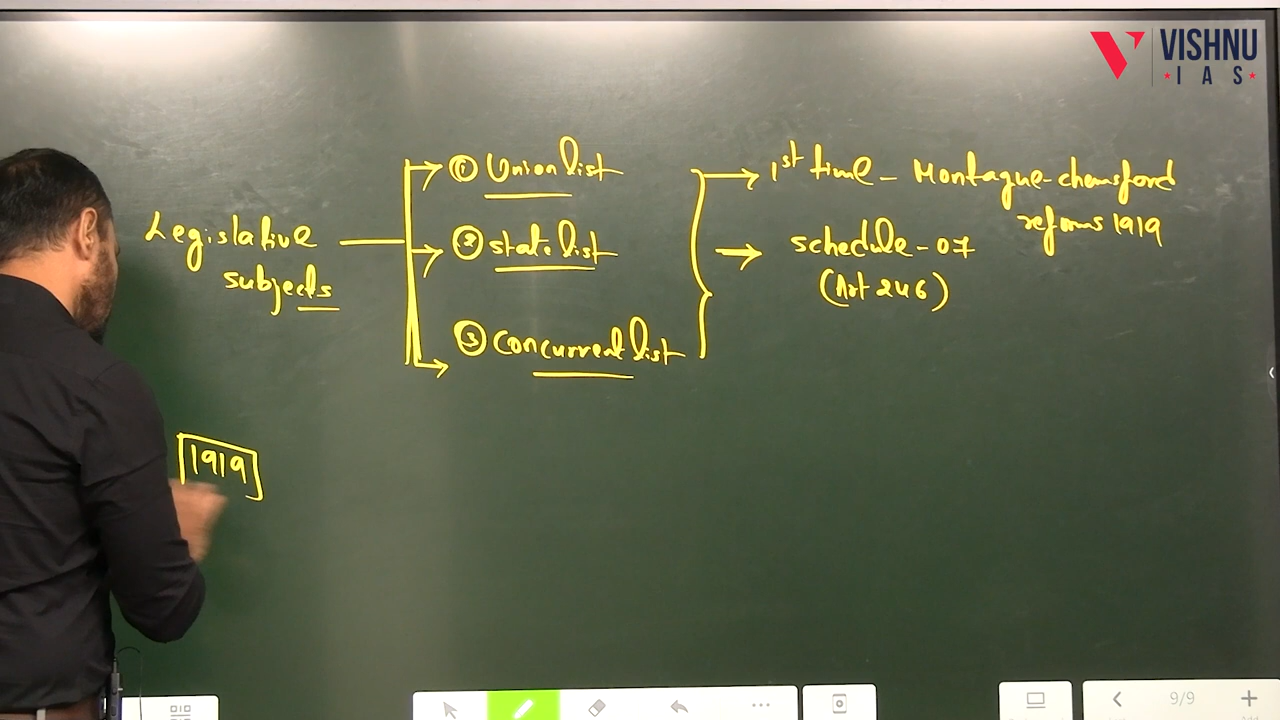 VISHNU
IAS
Legislative
subjects
① Union list
② state list
③ Concurrent list
1st time - Montague-chemsford
reforms 1919
schedule-07
(Art 246)
1919
9/9